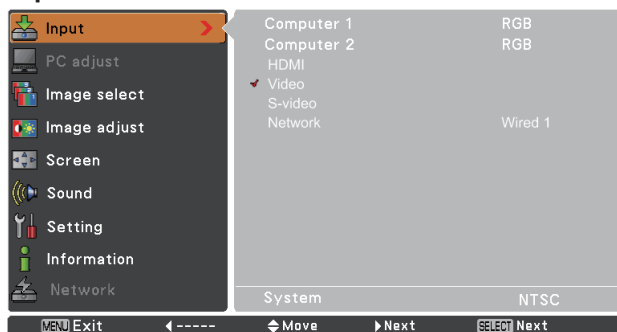 Input
PC adjust
Image select
Image adjust
Screen
Sound
Setting
Information
Network
Computer 1 RGB
Computer 2 RGB
HDMI
Video
S-video
Network Wired 1
System NTSC
MENU Exit ----- Move Next SELECT Next